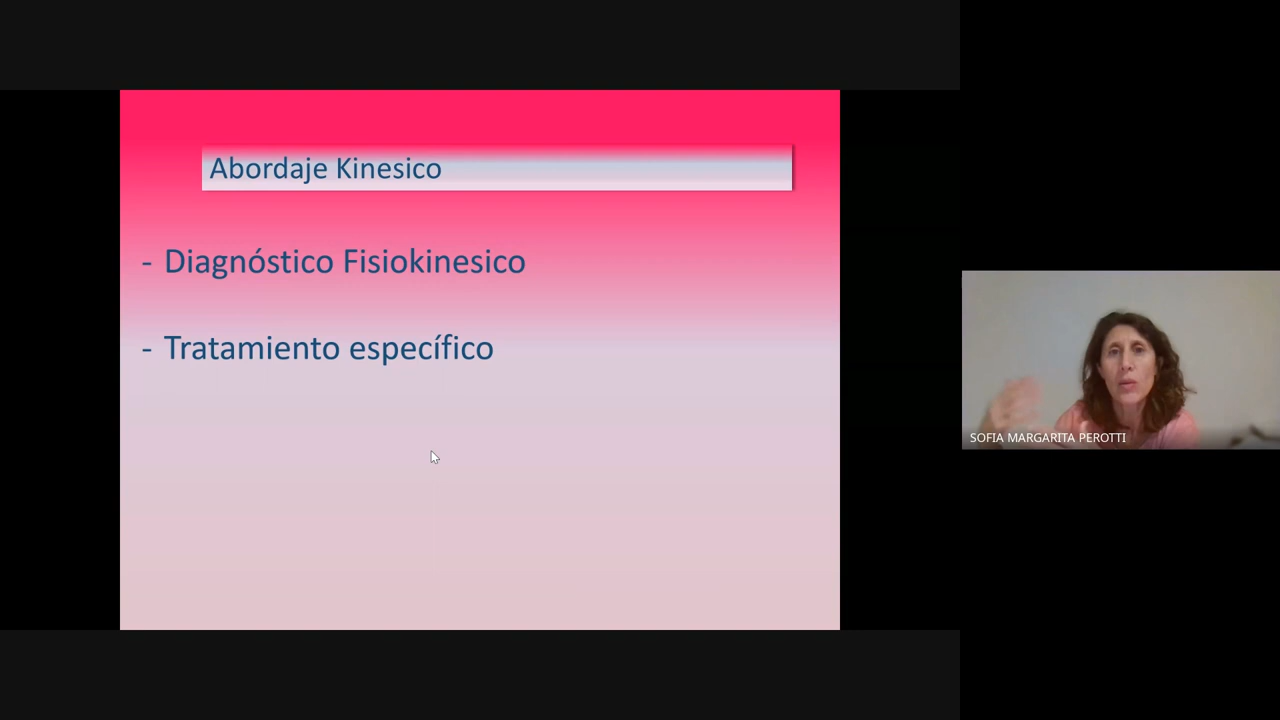 Abordaje Kinesico
- Diagnóstico Fisiokinesico
- Tratamiento específico
SOFIA MARGARITA PEROTTI